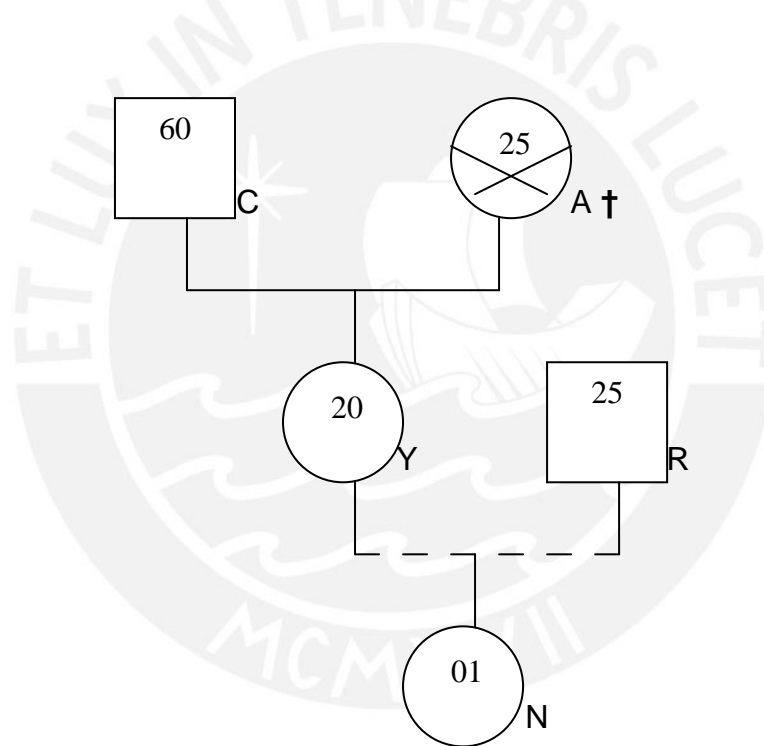 ET LUX IN TENEBRIS LUCET
60
25
C
A †
20
25
Y
R
MCMXVII
01
N